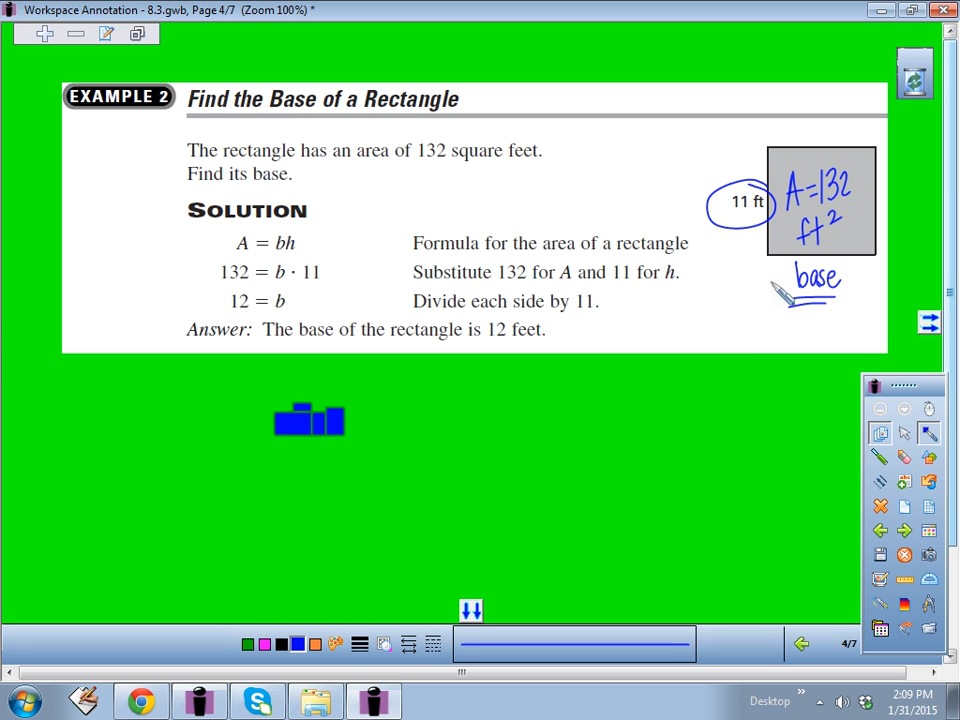 Workspace Annotation - 8.3.gwb, Page 4/7 (Zoom 100%) *
EXAMPLE 2 Find the Base of a Rectangle
The rectangle has an area of 132 square feet.
Find its base.
11 ft
A = 132
ft²
SOLUTION
A = bh Formula for the area of a rectangle
132 = b · 11 Substitute 132 for A and 11 for h.
base
12 = b Divide each side by 11.
Answer: The base of the rectangle is 12 feet.
abc
4/7
Desktop
2:09 PM
1/31/2015